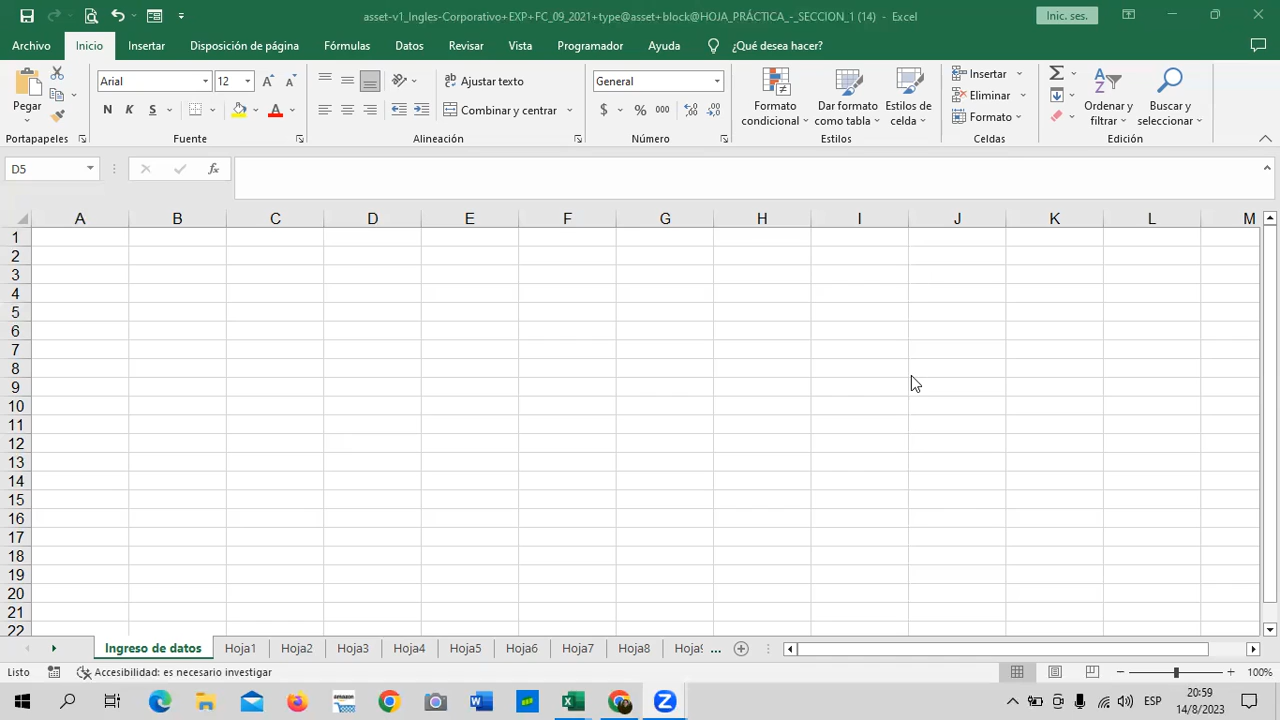 asset-v1_Ingles-Corporativo+EXP+FC_09_2021+type@asset+block@HOJA_PRÁCTICA_-_SECCION_1 (14) - Excel
Inic. ses.
Archivo Inicio Insertar Disposición de página Fórmulas Datos Revisar Vista Programador Ayuda ¿Qué desea hacer?
Arial 12 Ajustar texto General Insertar
Pegar Formato condicional Dar formato como tabla Estilos de celda Eliminar Ordenar y filtrar Buscar y seleccionar
N K S Combinar y centrar $ % 000 Formato
Portapapeles Fuente Alineación Número Estilos Celdas Edición
D5 fx
A B C D E F G H I J K L M
1
2
3
4
5
6
7
8
9
10
11
12
13
14
15
16
17
18
19
20
21
22
Ingreso de datos Hoja1 Hoja2 Hoja3 Hoja4 Hoja5 Hoja6 Hoja7 Hoja8 Hoja9 ...
Listo Accesibilidad: es necesario investigar 100%
ESP 20:59
14/8/2023